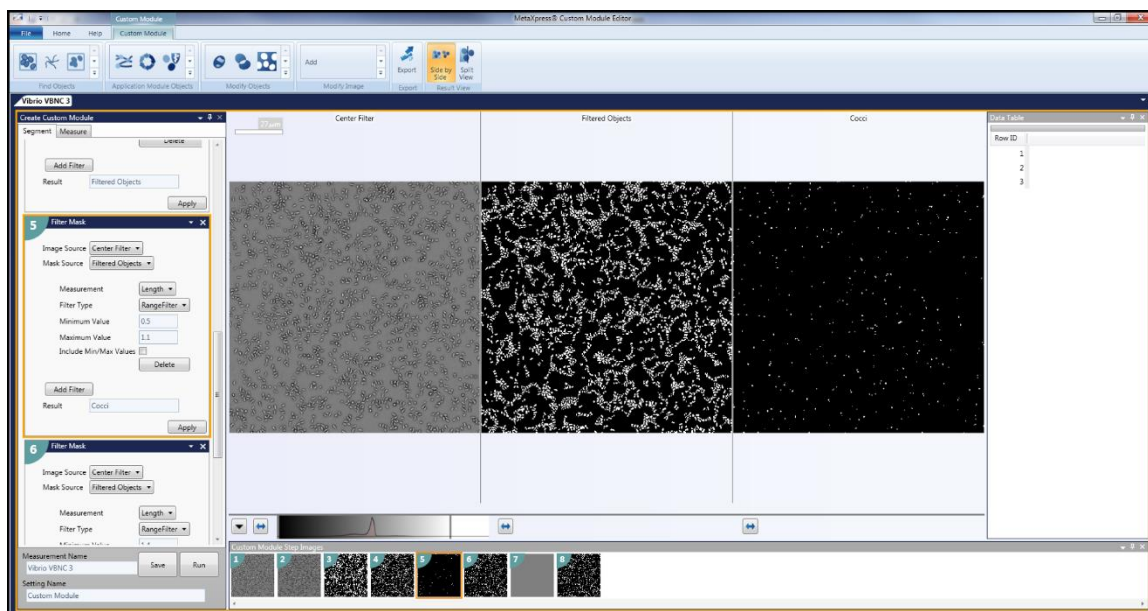 Custom Module
MetaXpress® Custom Module Editor
File Home Help Custom Module
Add
Export
Side by Side
Split View
Find Objects
Application Module Objects
Modify Objects
Modify Image
Export
Result View
Vibrio VBNC 3
Create Custom Module
Segment Measure
Delete
Add Filter
Result Filtered Objects
Apply
5 Filter Mask
Image Source Center Filter
Mask Source Filtered Objects
Measurement Length
Filter Type RangeFilter
Minimum Value 0.5
Maximum Value 1.1
Include Min/Max Values
Delete
Add Filter
Result Cocci
Apply
6 Filter Mask
Image Source Center Filter
Mask Source Filtered Objects
Measurement Length
Filter Type RangeFilter
Measurement Name
Vibrio VBNC 3
Save Run
Setting Name
Custom Module
27 µm
Center Filter
Filtered Objects
Cocci
Custom Module Step Images
1 2 3 4 5 6 7 8
Data Table
Row ID
1
2
3